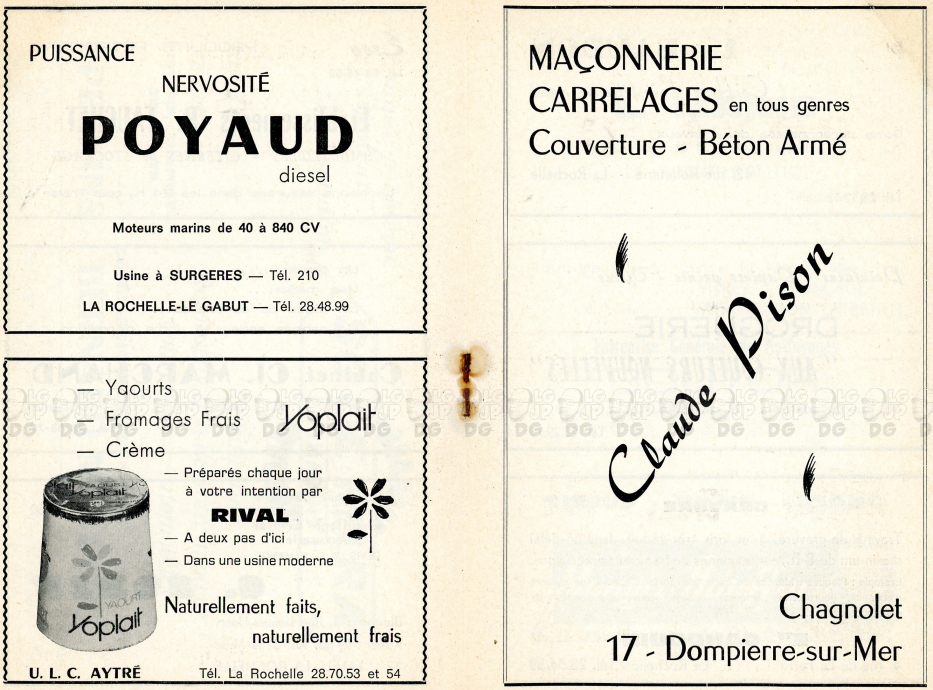 PUISSANCE
NERVOSITÉ
POYAUD
diesel
Moteurs marins de 40 à 840 CV
Usine à SURGERES — Tél. 210
LA ROCHELLE-LE GABUT — Tél. 28.48.99
— Yaourts
— Fromages Frais
Yoplait
— Crème
— Préparés chaque jour
à votre intention par
RIVAL
— A deux pas d'ici
— Dans une usine moderne
Yoplait
YAOURT
Yoplait
Naturellement faits,
naturellement frais
U. L. C. AYTRÉ
Tél. La Rochelle 28.70.53 et 54
MAÇONNERIE
CARRELAGES en tous genres
Couverture - Béton Armé
Claude Pison
Chagnolet
17 - Dompierre-sur-Mer